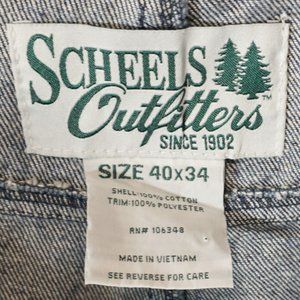 SCHEELS
Outfitters
TM
SINCE 1902
SIZE 40x34
SHELL:100% COTTON
TRIM:100% POLYESTER
RN# 106348
MADE IN VIETNAM
SEE REVERSE FOR CARE